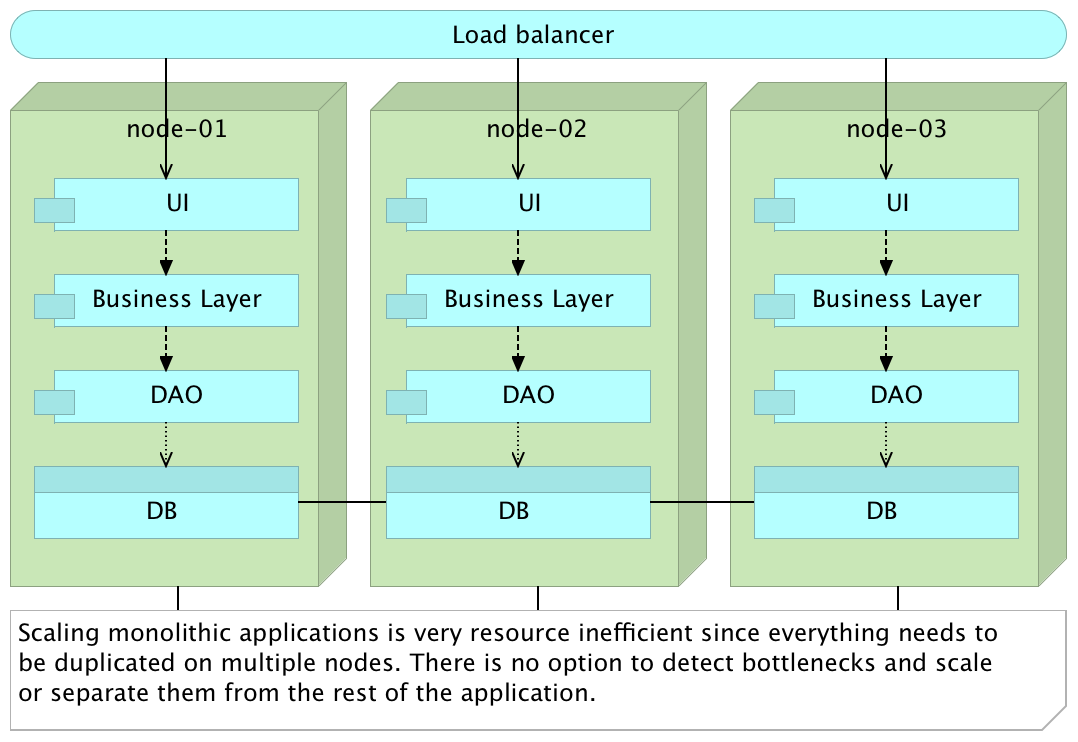 Load balancer
node-01
node-02
node-03
UI
UI
UI
Business Layer
Business Layer
Business Layer
DAO
DAO
DAO
DB
DB
DB
Scaling monolithic applications is very resource inefficient since everything needs to
be duplicated on multiple nodes. There is no option to detect bottlenecks and scale
or separate them from the rest of the application.